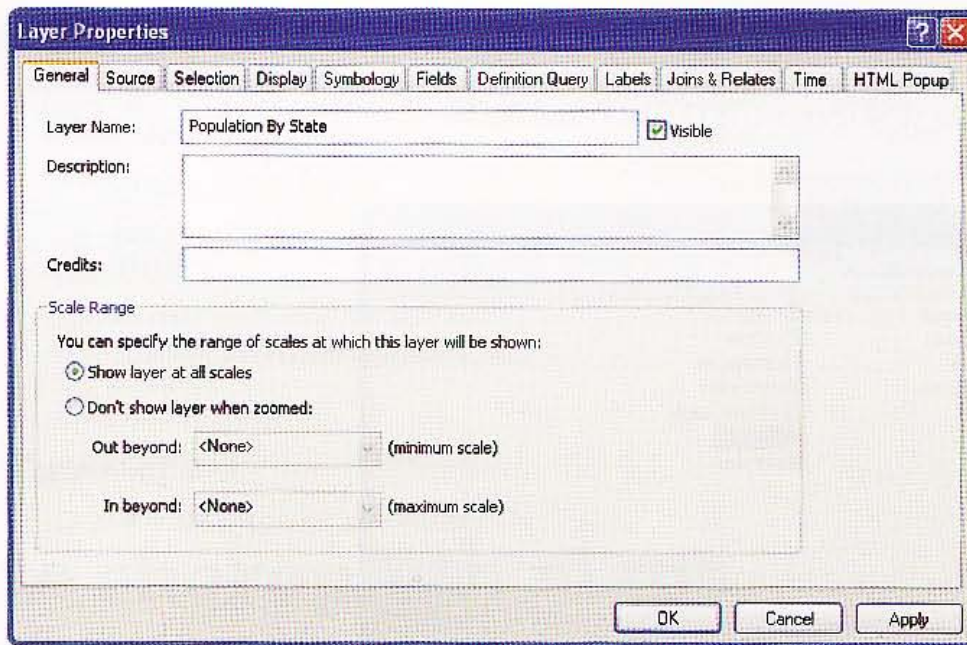 Layer Properties
General Source Selection Display Symbology Fields Definition Query Labels Joins & Relates Time HTML Popup
Layer Name: Population By State Visible
Description:
Credits:
Scale Range
You can specify the range of scales at which this layer will be shown:
Show layer at all scales
Don't show layer when zoomed:
Out beyond: <None> (minimum scale)
In beyond: <None> (maximum scale)
OK Cancel Apply